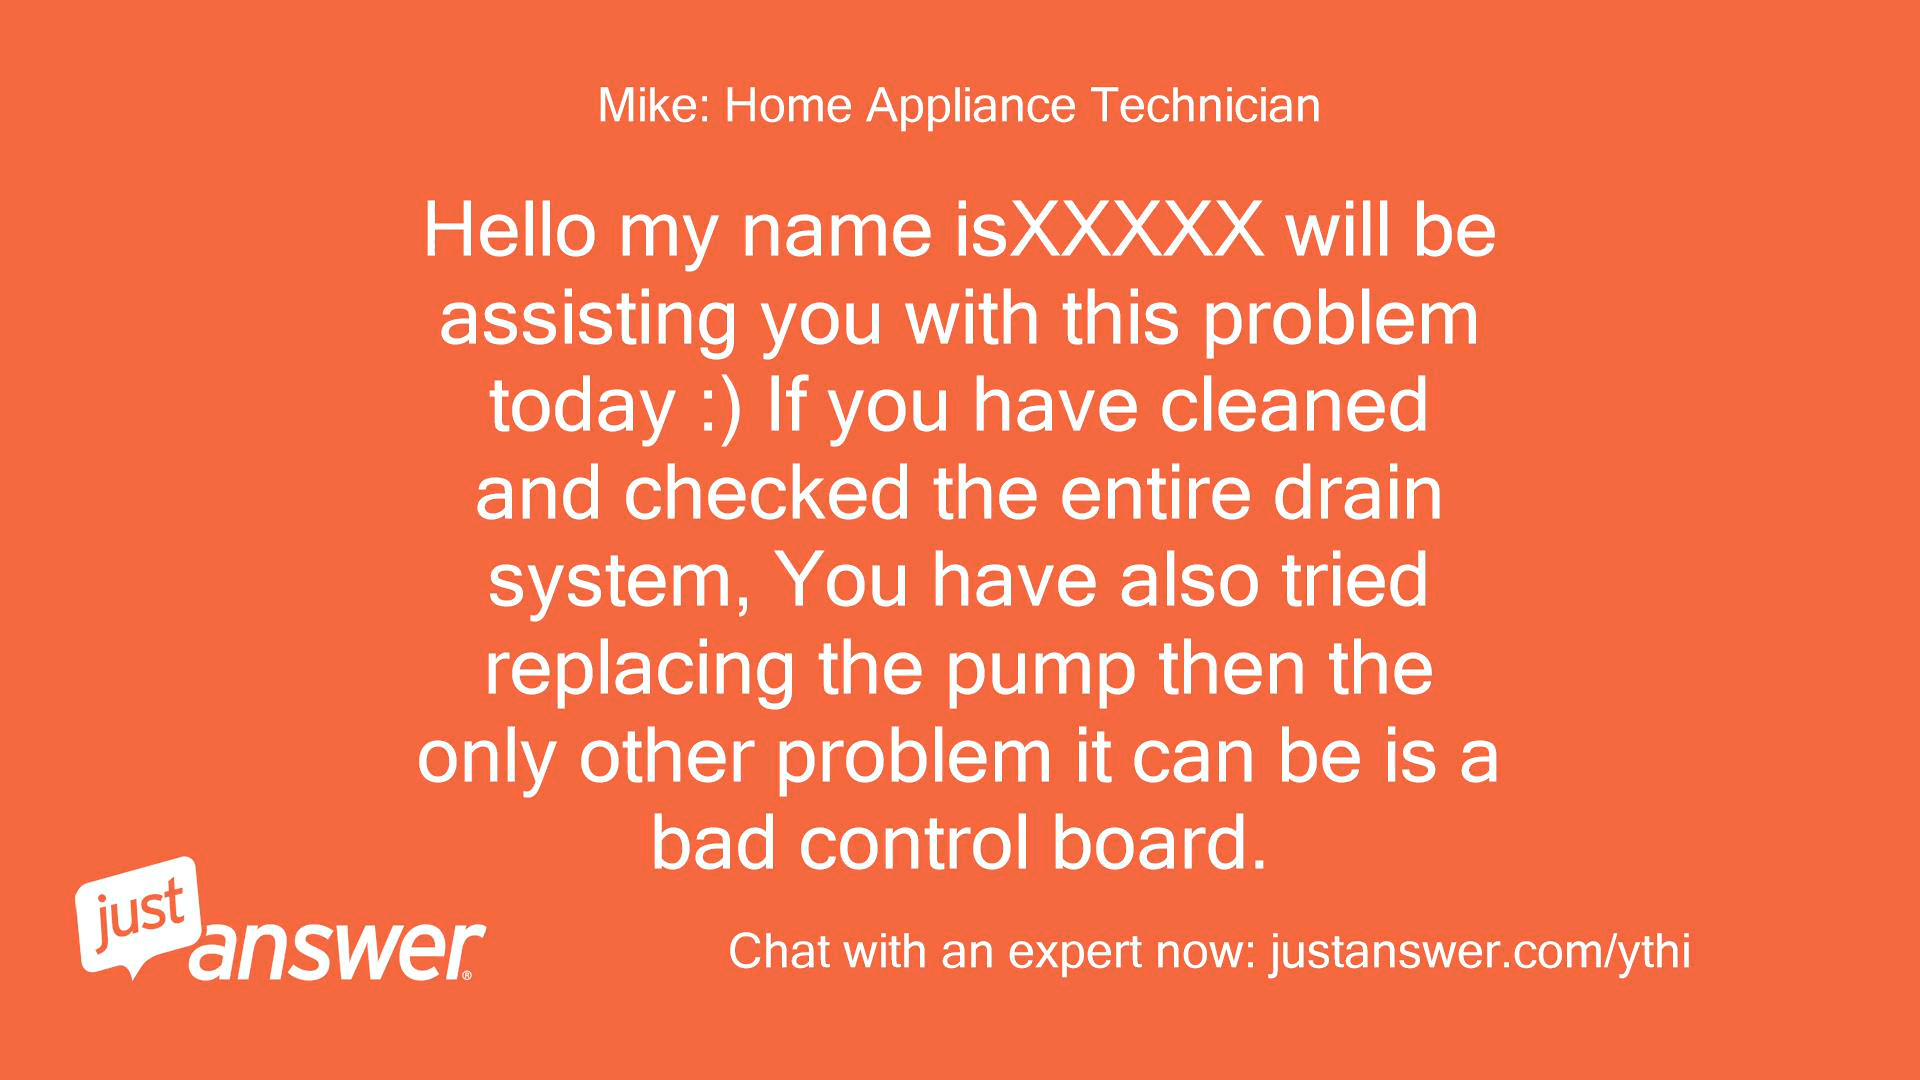 Mike: Home Appliance Technician
Hello my name isXXXXX will be
assisting you with this problem
today :) If you have cleaned
and checked the entire drain
system, You have also tried
replacing the pump then the
only other problem it can be is a
bad control board.
just
answer®
Chat with an expert now: justanswer.com/ythi